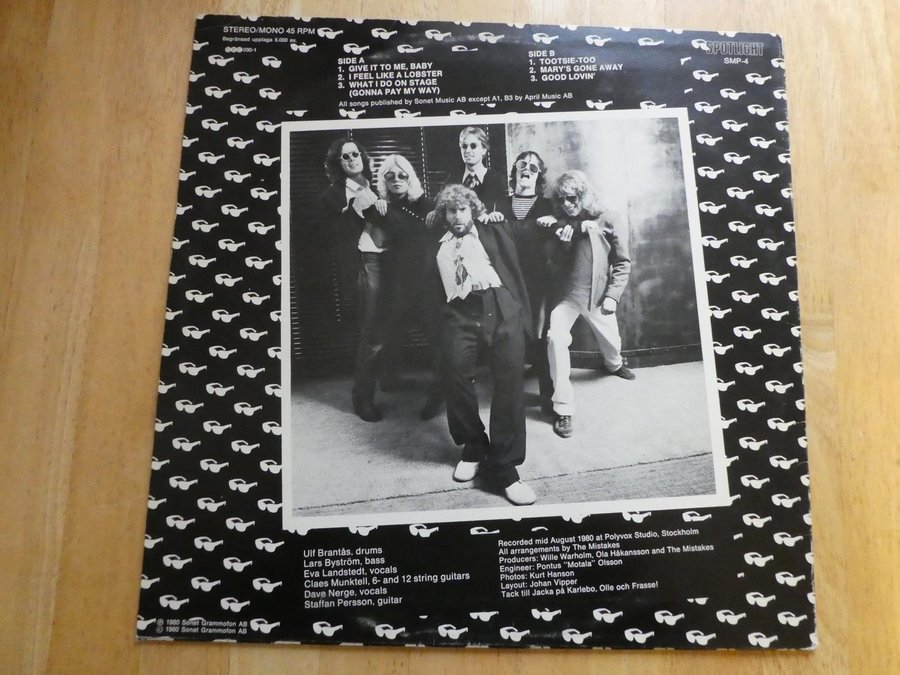 STEREO/MONO 45 RPM
Begränsad upplaga 5.000 ex.
SIDE A
1. GIVE IT TO ME, BABY
2. I FEEL LIKE A LOBSTER
3. WHAT I DO ON STAGE
(GONNA PAY MY WAY)
SIDE B
1. TOOTSIE-TOO
2. MARY'S GONE AWAY
3. GOOD LOVIN'
SPOTLIGHT
SMP-4
All songs published by Sonet Music AB except A1, B3 by April Music AB
Ulf Brantås, drums
Lars Byström, bass
Eva Landstedt, vocals
Claes Munktell, 6- and 12 string guitars
Dave Nerge, vocals
Staffan Persson, guitar
Recorded mid August 1980 at Polyvox Studio, Stockholm
All arrangements by The Mistakes
Producers: Wille Warholm, Ola Håkansson and The Mistakes
Engineer: Pontus "Motala" Olsson
Photos: Kurt Hanson
Layout: Johan Vipper
Tack till Jacka på Karlebo, Olle och Frasse!
℗ 1980 Sonet Grammofon AB
© 1980 Sonet Grammofon AB